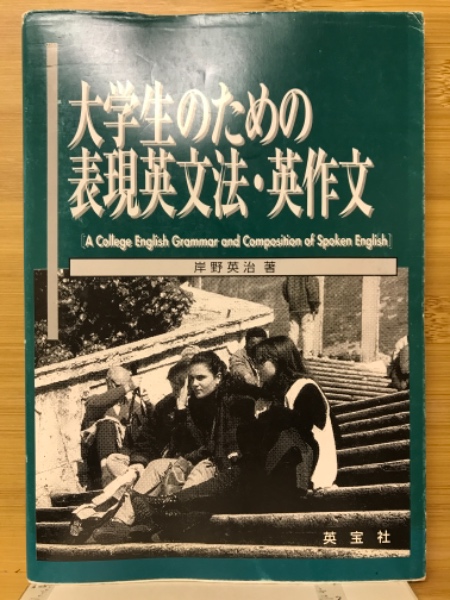 大学生のための
表現英文法・英作文
[A College English Grammar and Composition of Spoken English]
岸野英治 著
英宝社